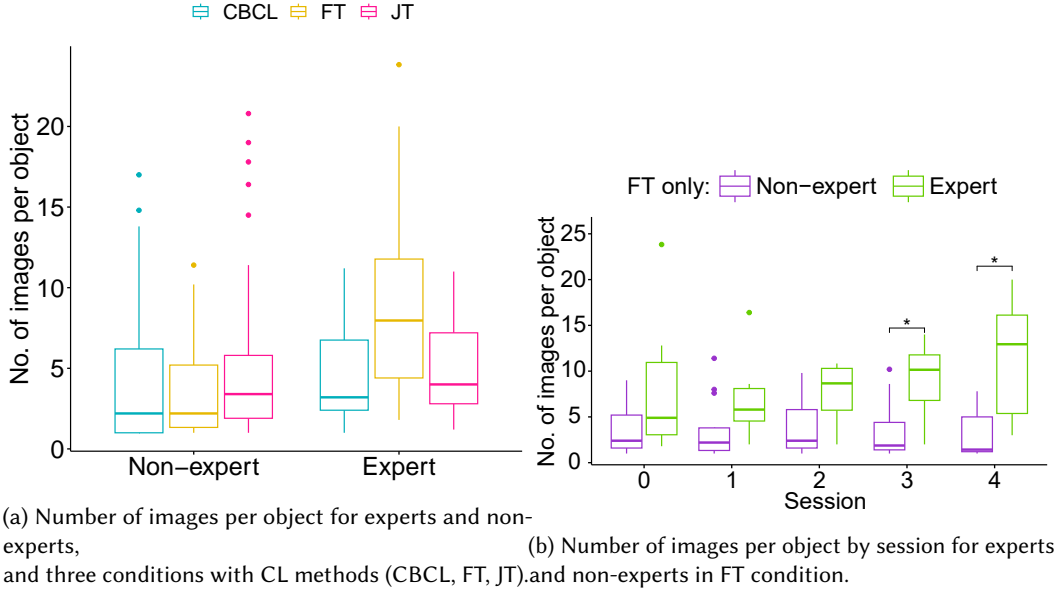 CBCL FT JT
No. of images per object
20
15
10
5
0
Non−expert Expert
FT only: Non−expert Expert
No. of images per object
25
20
15
10
5
0
*
*
0 1 2 3 4
Session
(a) Number of images per object for experts and non-
experts,
and three conditions with CL methods (CBCL, FT, JT).
(b) Number of images per object by session for experts
and non-experts in FT condition.